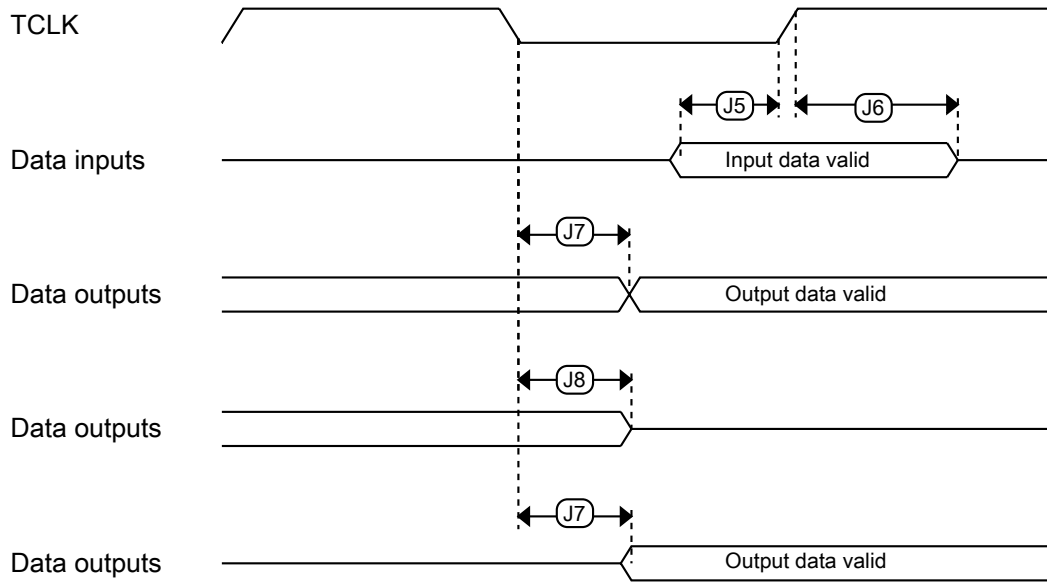 TCLK
J5
J6
Data inputs
Input data valid
J7
Data outputs
Output data valid
J8
Data outputs
J7
Data outputs
Output data valid